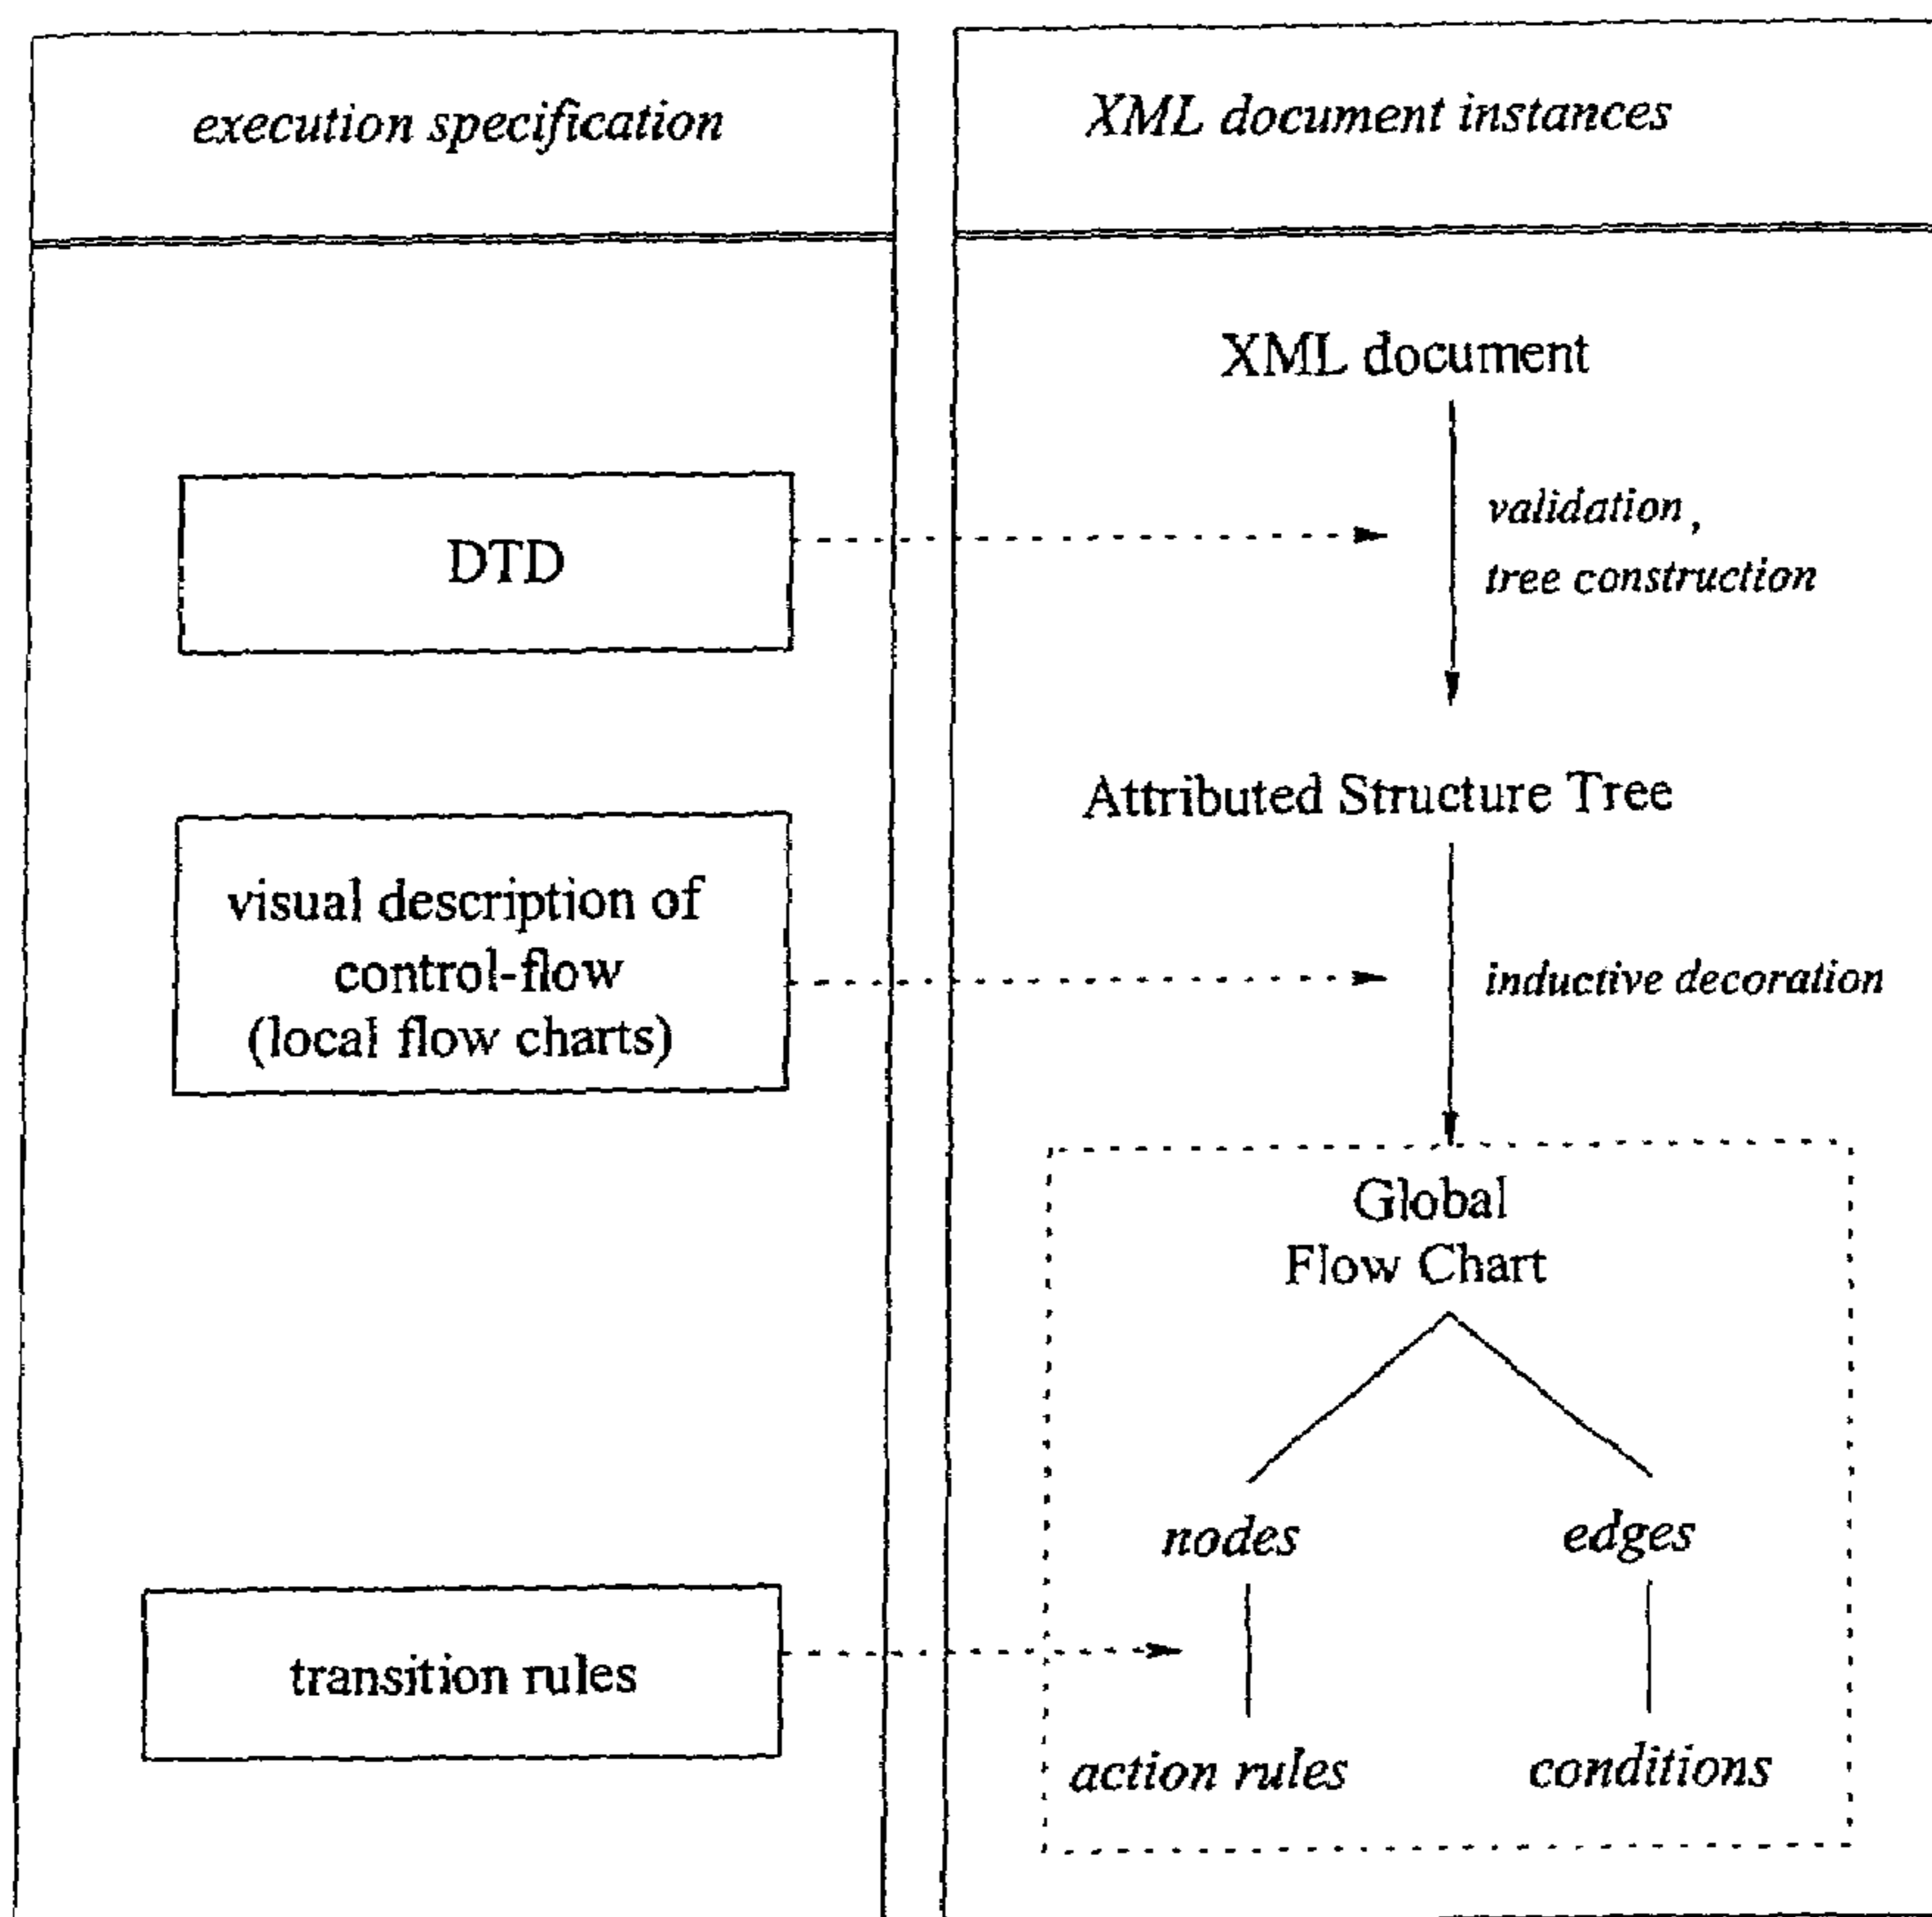 execution specification
DTD
visual description of
control-flow
(local flow charts)
transition rules
XML document instances
XML document
validation,
tree construction
Attributed Structure Tree
inductive decoration
Global
Flow Chart
nodes
edges
action rules
conditions